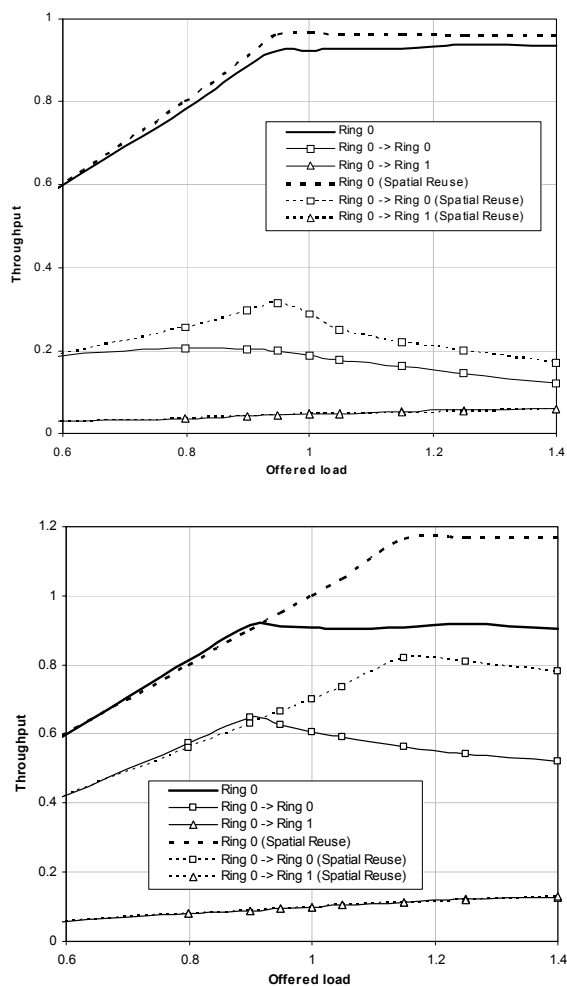 1
0.8
0.6
0.4
0.2
0
Throughput
Ring 0
Ring 0 -> Ring 0
Ring 0 -> Ring 1
Ring 0 (Spatial Reuse)
Ring 0 -> Ring 0 (Spatial Reuse)
Ring 0 -> Ring 1 (Spatial Reuse)
0.6 0.8 1 1.2 1.4
Offered load
1.2
1
0.8
0.6
0.4
0.2
0
Throughput
Ring 0
Ring 0 -> Ring 0
Ring 0 -> Ring 1
Ring 0 (Spatial Reuse)
Ring 0 -> Ring 0 (Spatial Reuse)
Ring 0 -> Ring 1 (Spatial Reuse)
0.6 0.8 1 1.2 1.4
Offered load